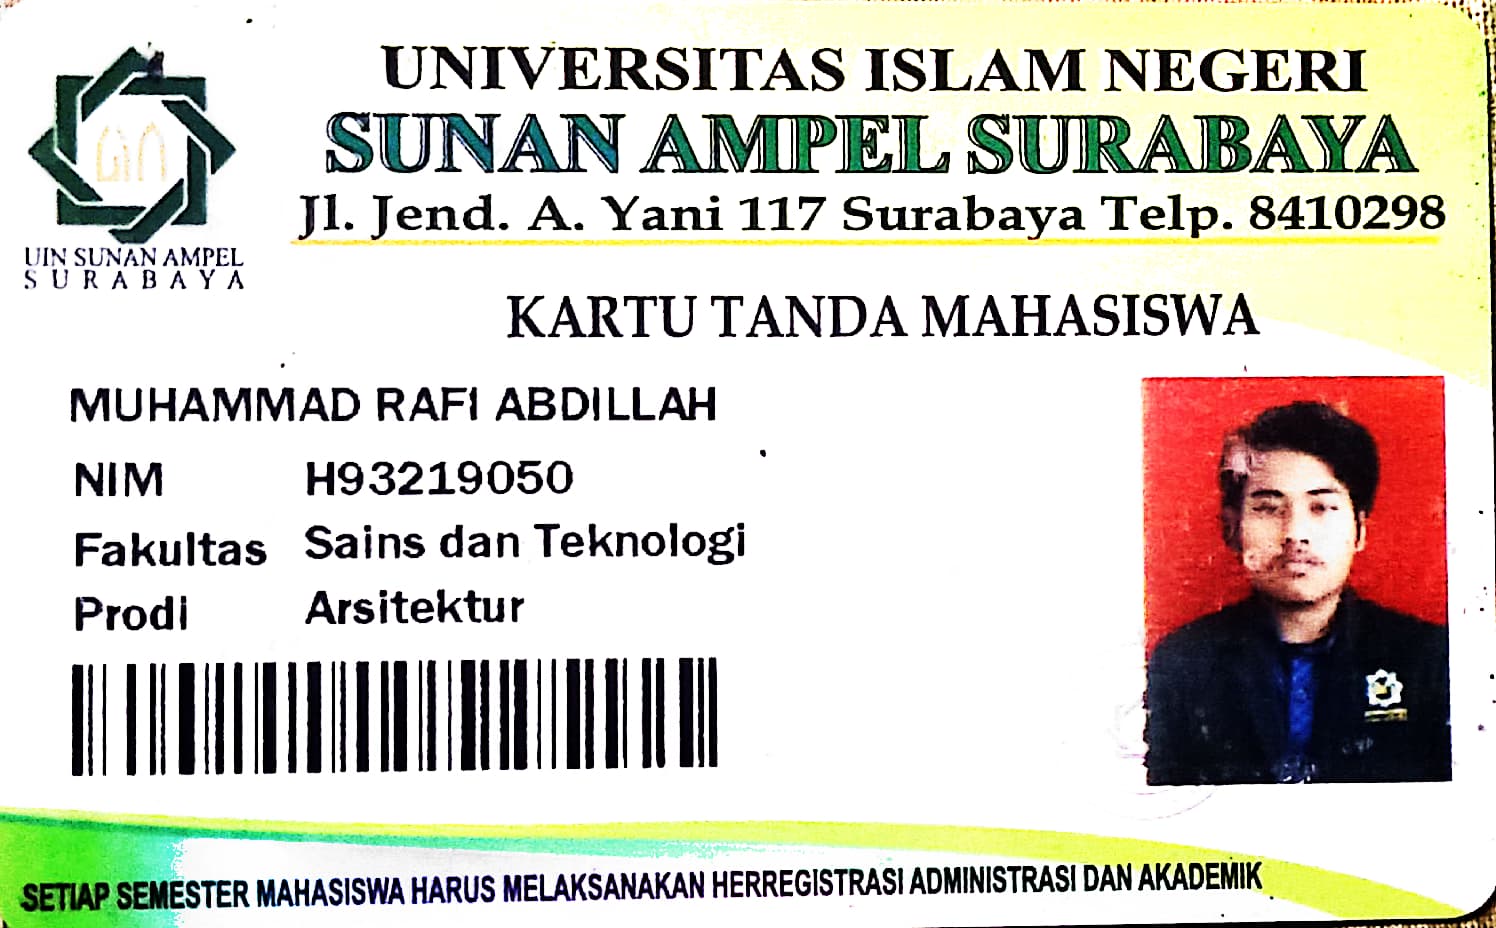 UNIVERSITAS ISLAM NEGERI
SUNAN AMPEL SURABAYA
Jl. Jend. A. Yani 117 Surabaya Telp. 8410298
UIN SUNAN AMPEL
SURABAYA
KARTU TANDA MAHASISWA
MUHAMMAD RAFI ABDILLAH
NIM H93219050
Fakultas Sains dan Teknologi
Prodi Arsitektur
SETIAP SEMESTER MAHASISWA HARUS MELAKSANAKAN HERREGISTRASI ADMINISTRASI DAN AKADEMIK